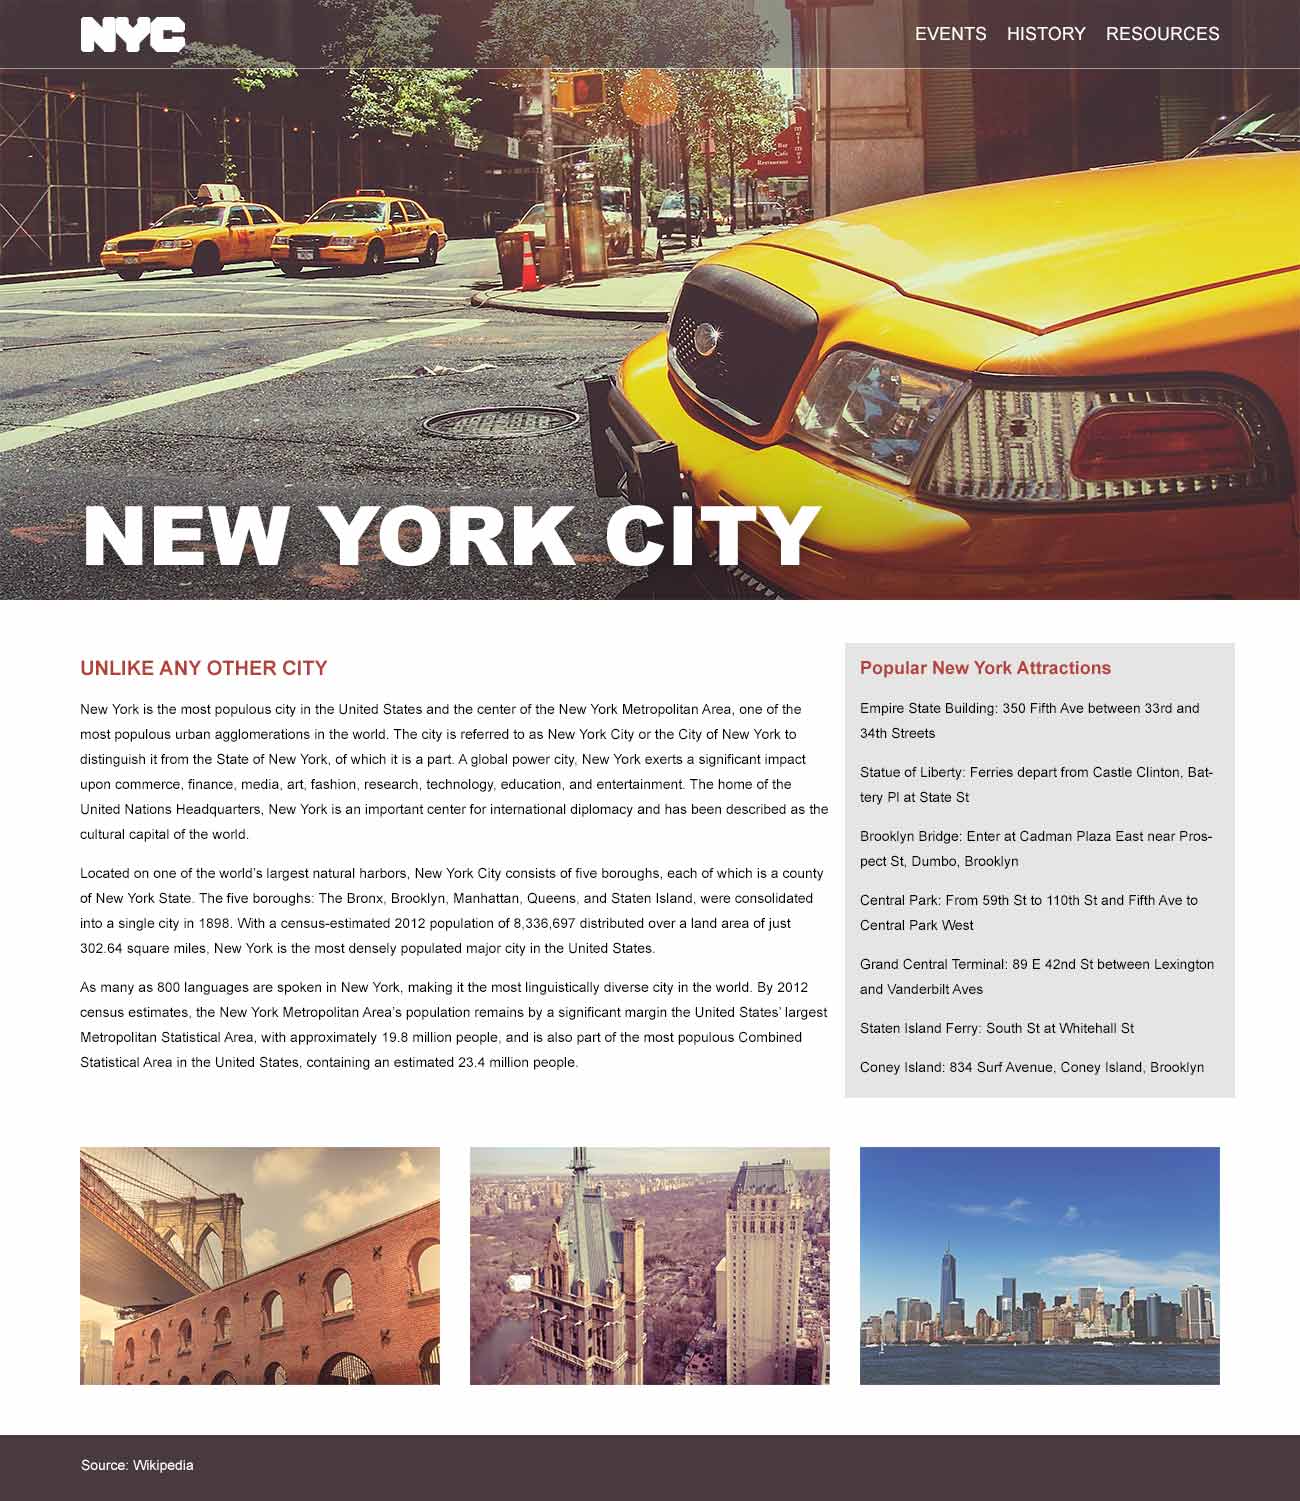 NYC
EVENTS HISTORY RESOURCES
Bar
Cafe
Restaurant
NEW YORK CITY
UNLIKE ANY OTHER CITY
New York is the most populous city in the United States and the center of the New York Metropolitan Area, one of the
most populous urban agglomerations in the world. The city is referred to as New York City or the City of New York to
distinguish it from the State of New York, of which it is a part. A global power city, New York exerts a significant impact
upon commerce, finance, media, art, fashion, research, technology, education, and entertainment. The home of the
United Nations Headquarters, New York is an important center for international diplomacy and has been described as the
cultural capital of the world.
Located on one of the world’s largest natural harbors, New York City consists of five boroughs, each of which is a county
of New York State. The five boroughs: The Bronx, Brooklyn, Manhattan, Queens, and Staten Island, were consolidated
into a single city in 1898. With a census-estimated 2012 population of 8,336,697 distributed over a land area of just
302.64 square miles, New York is the most densely populated major city in the United States.
As many as 800 languages are spoken in New York, making it the most linguistically diverse city in the world. By 2012
census estimates, the New York Metropolitan Area’s population remains by a significant margin the United States’ largest
Metropolitan Statistical Area, with approximately 19.8 million people, and is also part of the most populous Combined
Statistical Area in the United States, containing an estimated 23.4 million people.
Popular New York Attractions
Empire State Building: 350 Fifth Ave between 33rd and
34th Streets
Statue of Liberty: Ferries depart from Castle Clinton, Bat-
tery Pl at State St
Brooklyn Bridge: Enter at Cadman Plaza East near Pros-
pect St, Dumbo, Brooklyn
Central Park: From 59th St to 110th St and Fifth Ave to
Central Park West
Grand Central Terminal: 89 E 42nd St between Lexington
and Vanderbilt Aves
Staten Island Ferry: South St at Whitehall St
Coney Island: 834 Surf Avenue, Coney Island, Brooklyn
Source: Wikipedia